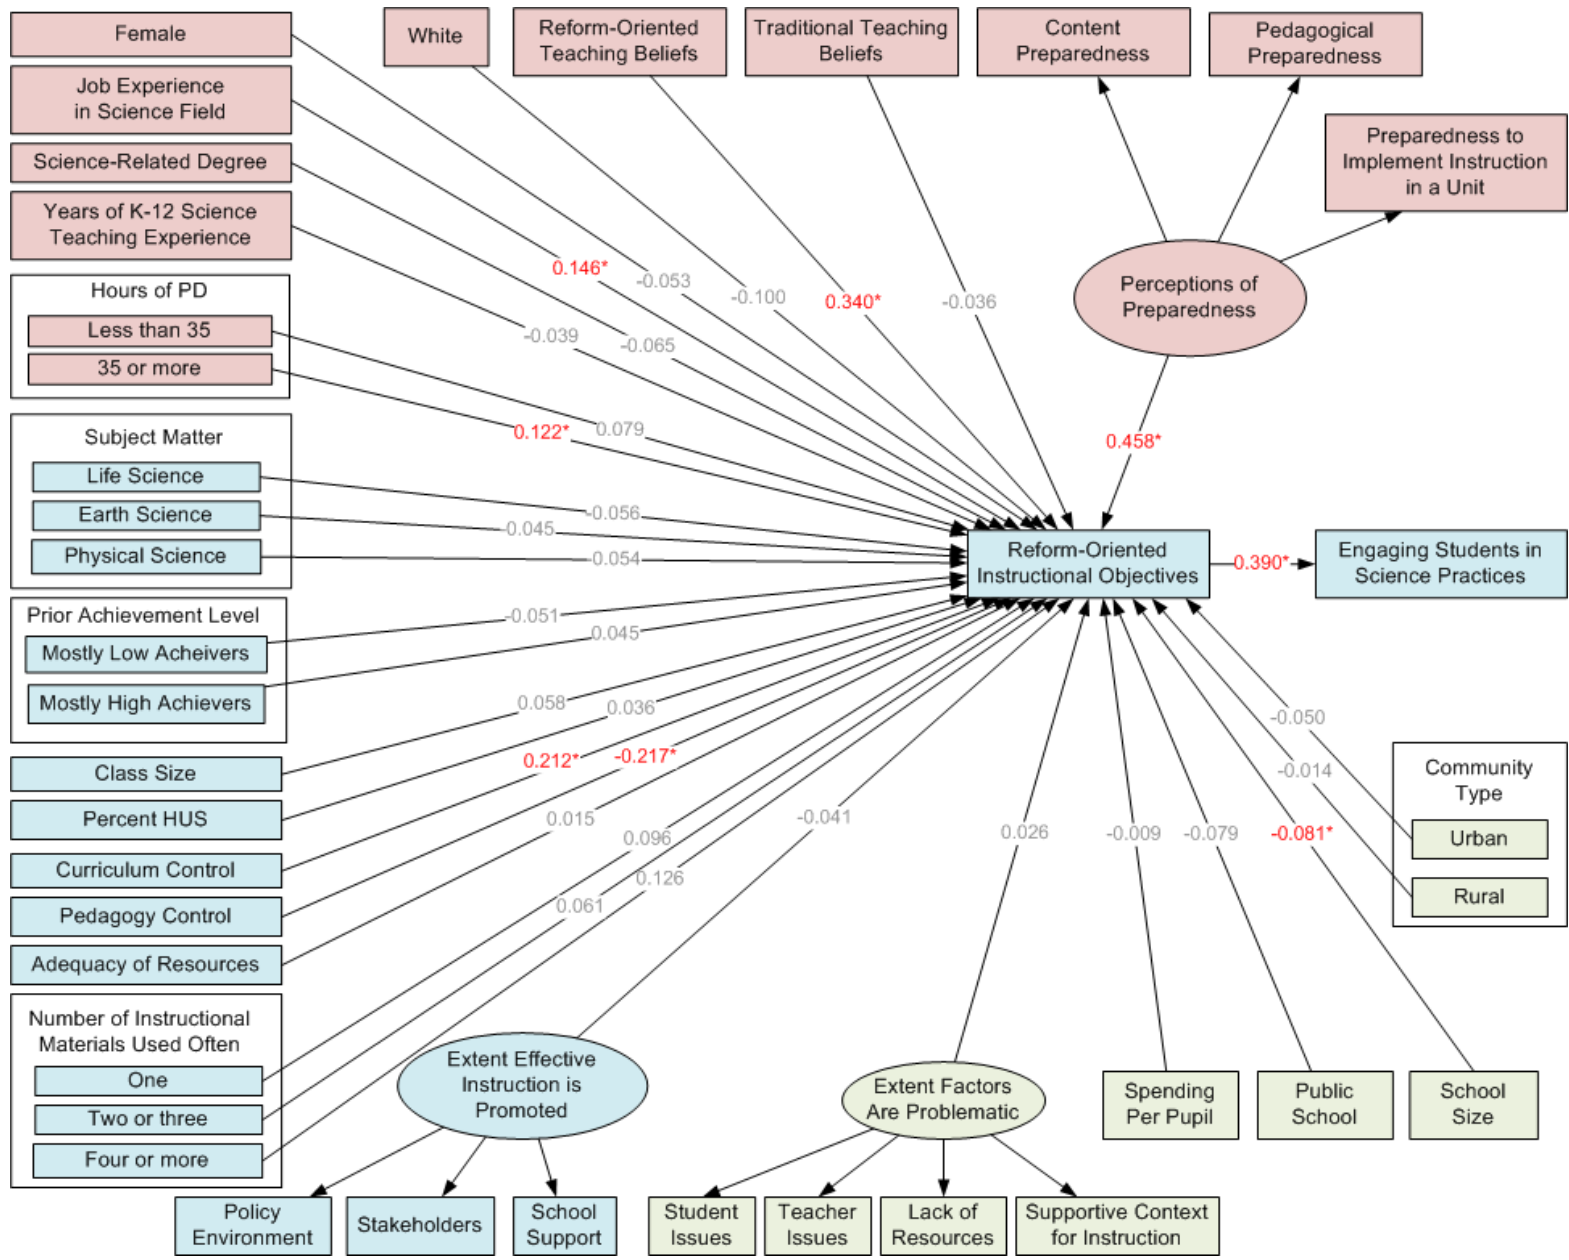 Female
White
Reform-Oriented
Teaching Beliefs
Traditional Teaching
Beliefs
Content
Preparedness
Pedagogical
Preparedness
Job Experience
in Science Field
Preparedness to
Implement Instruction
in a Unit
Science-Related Degree
Years of K-12 Science
Teaching Experience
Perceptions of
Preparedness
0.146*
-0.053
-0.100
0.340*
-0.036
-0.039
-0.065
Hours of PD
Less than 35
35 or more
0.122*
0.079
0.458*
Subject Matter
Life Science
Earth Science
Physical Science
-0.056
-0.045
-0.054
Reform-Oriented
Instructional Objectives
0.390*
Engaging Students in
Science Practices
Prior Achievement Level
Mostly Low Acheivers
Mostly High Achievers
-0.051
0.045
0.058
0.036
0.212*
-0.217*
0.015
0.096
0.126
0.061
-0.041
0.026
-0.009
-0.079
-0.081*
-0.050
-0.014
Class Size
Percent HUS
Curriculum Control
Pedagogy Control
Adequacy of Resources
Community
Type
Urban
Rural
Number of Instructional
Materials Used Often
One
Two or three
Four or more
Extent Effective
Instruction is
Promoted
Extent Factors
Are Problematic
Spending
Per Pupil
Public
School
School
Size
Policy
Environment
Stakeholders
School
Support
Student
Issues
Teacher
Issues
Lack of
Resources
Supportive Context
for Instruction